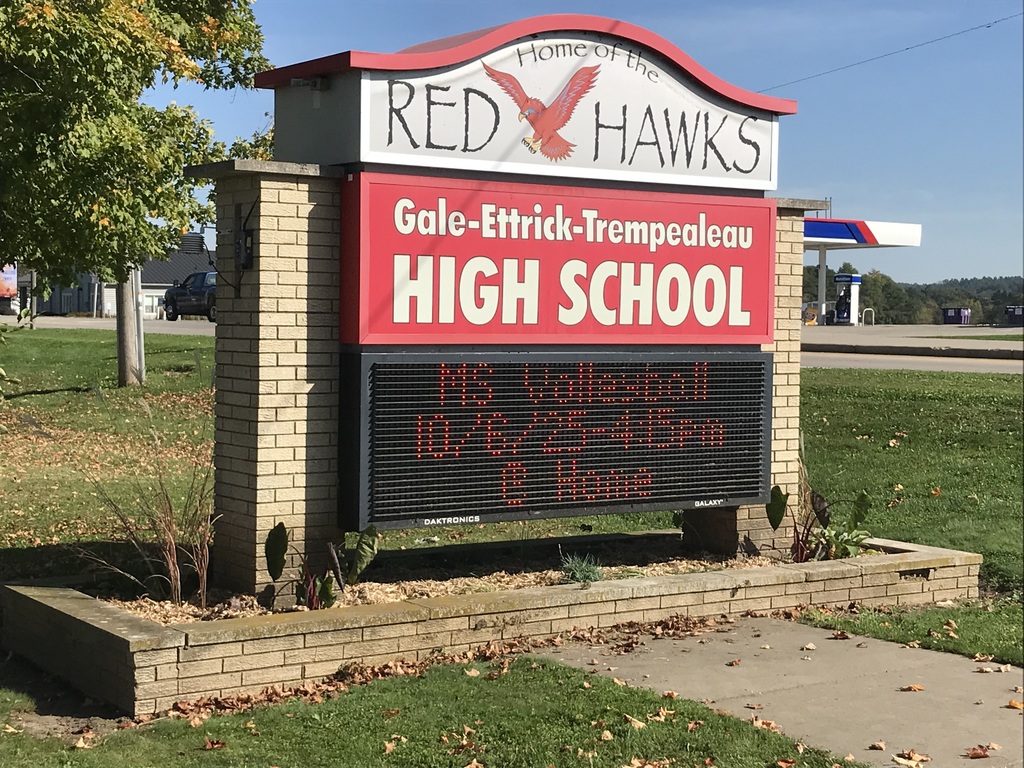 Home of the
RED HAWKS
Gale-Ettrick-Trempealeau
HIGH SCHOOL
MS Volleyball
10/6/25-4:15pm
@ Home
DAKTRONICS
GALAXY